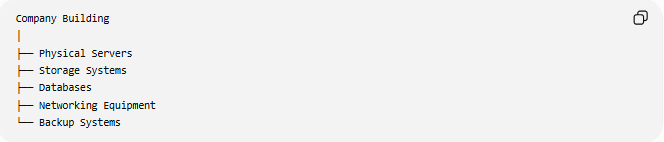 Company Building
│
├── Physical Servers
├── Storage Systems
├── Databases
├── Networking Equipment
└── Backup Systems